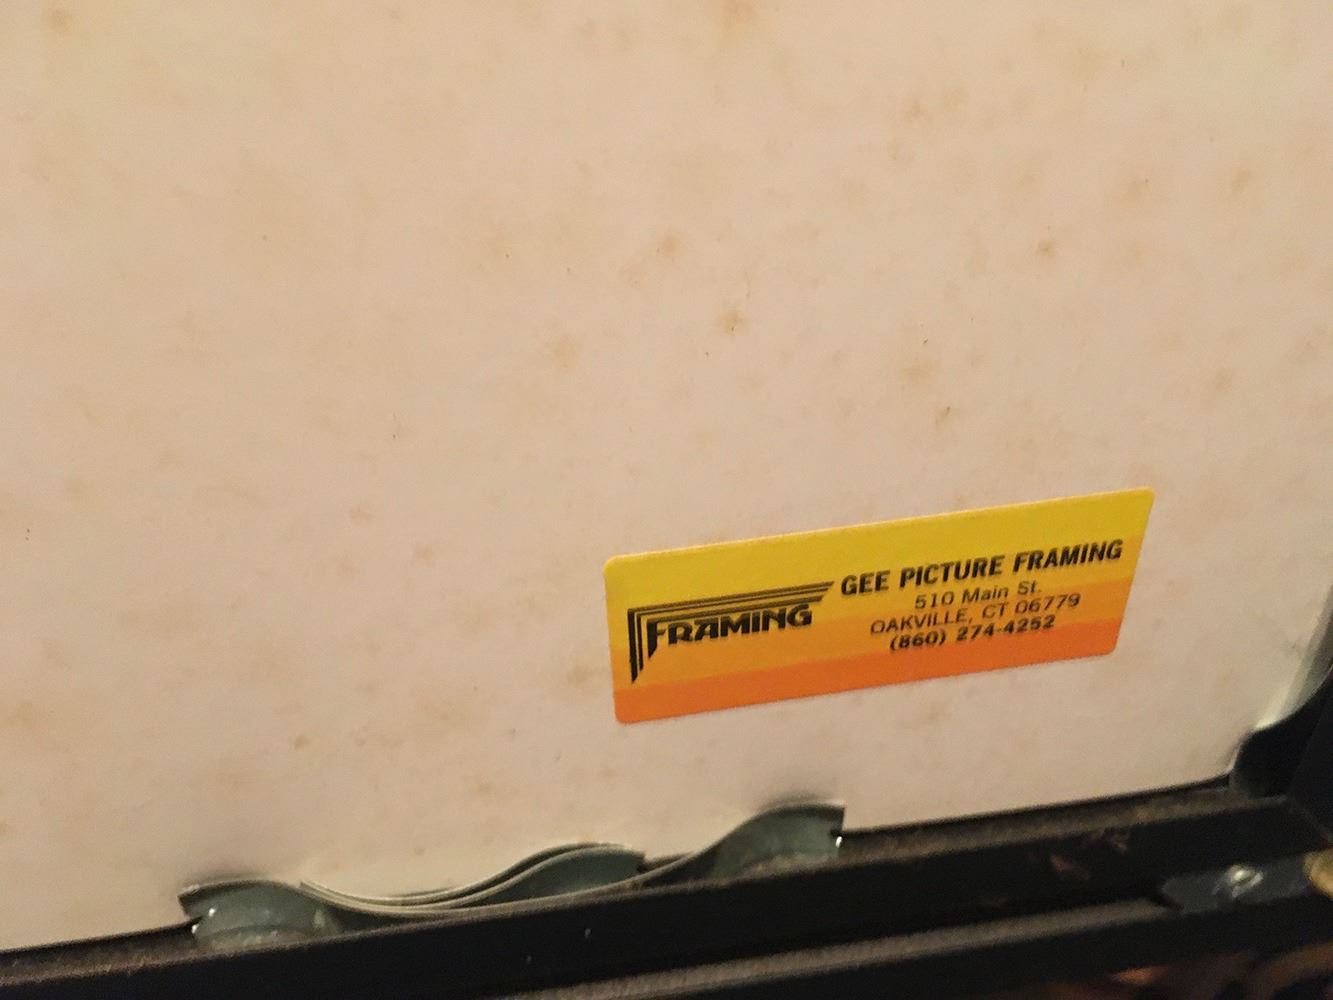 FRAMING
GEE PICTURE FRAMING
510 Main St.
OAKVILLE, CT 06779
(860) 274-4252